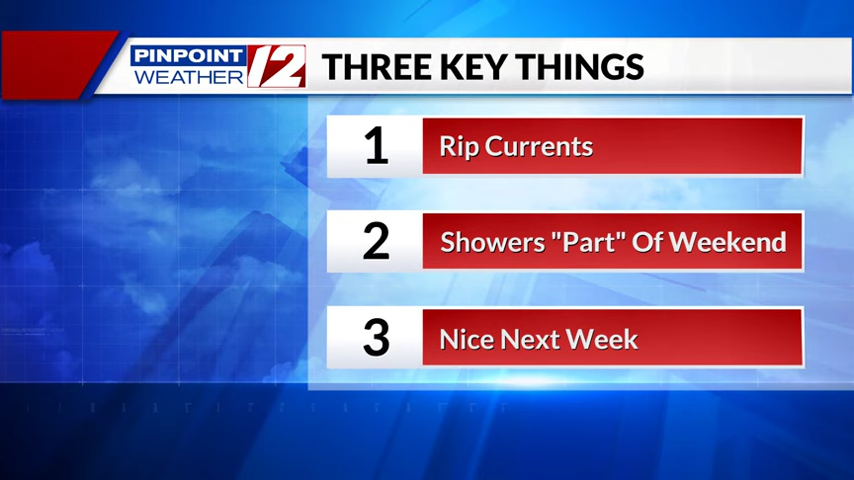 PINPOINT
WEATHER 12
THREE KEY THINGS
1 Rip Currents
2 Showers "Part" Of Weekend
3 Nice Next Week